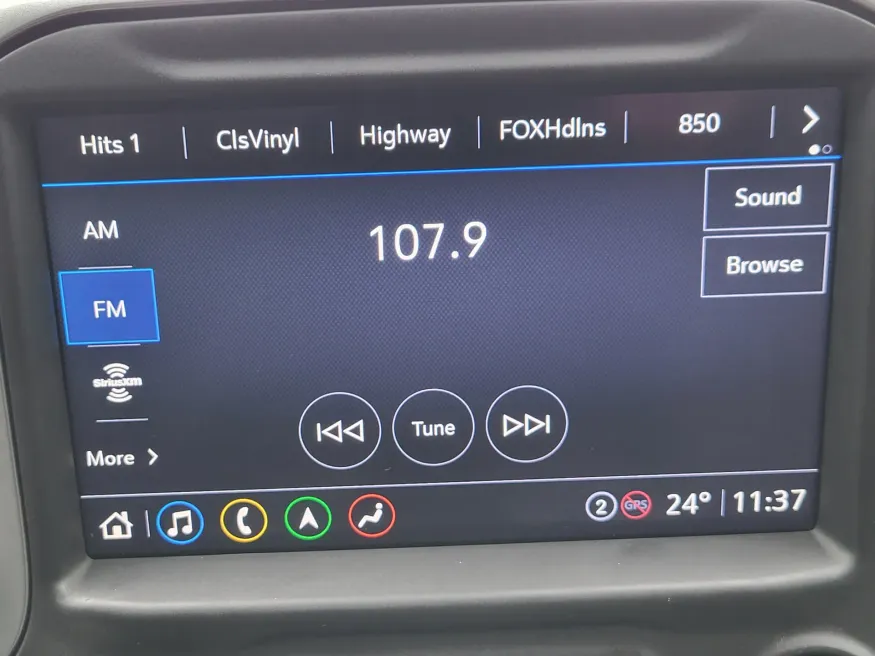 Hits 1 | ClsVinyl | Highway | FOXHdlns | 850 |
AM
107.9
Sound
FM
Browse
SiriusXM
Tune
More
2 GPS 24° | 11:37